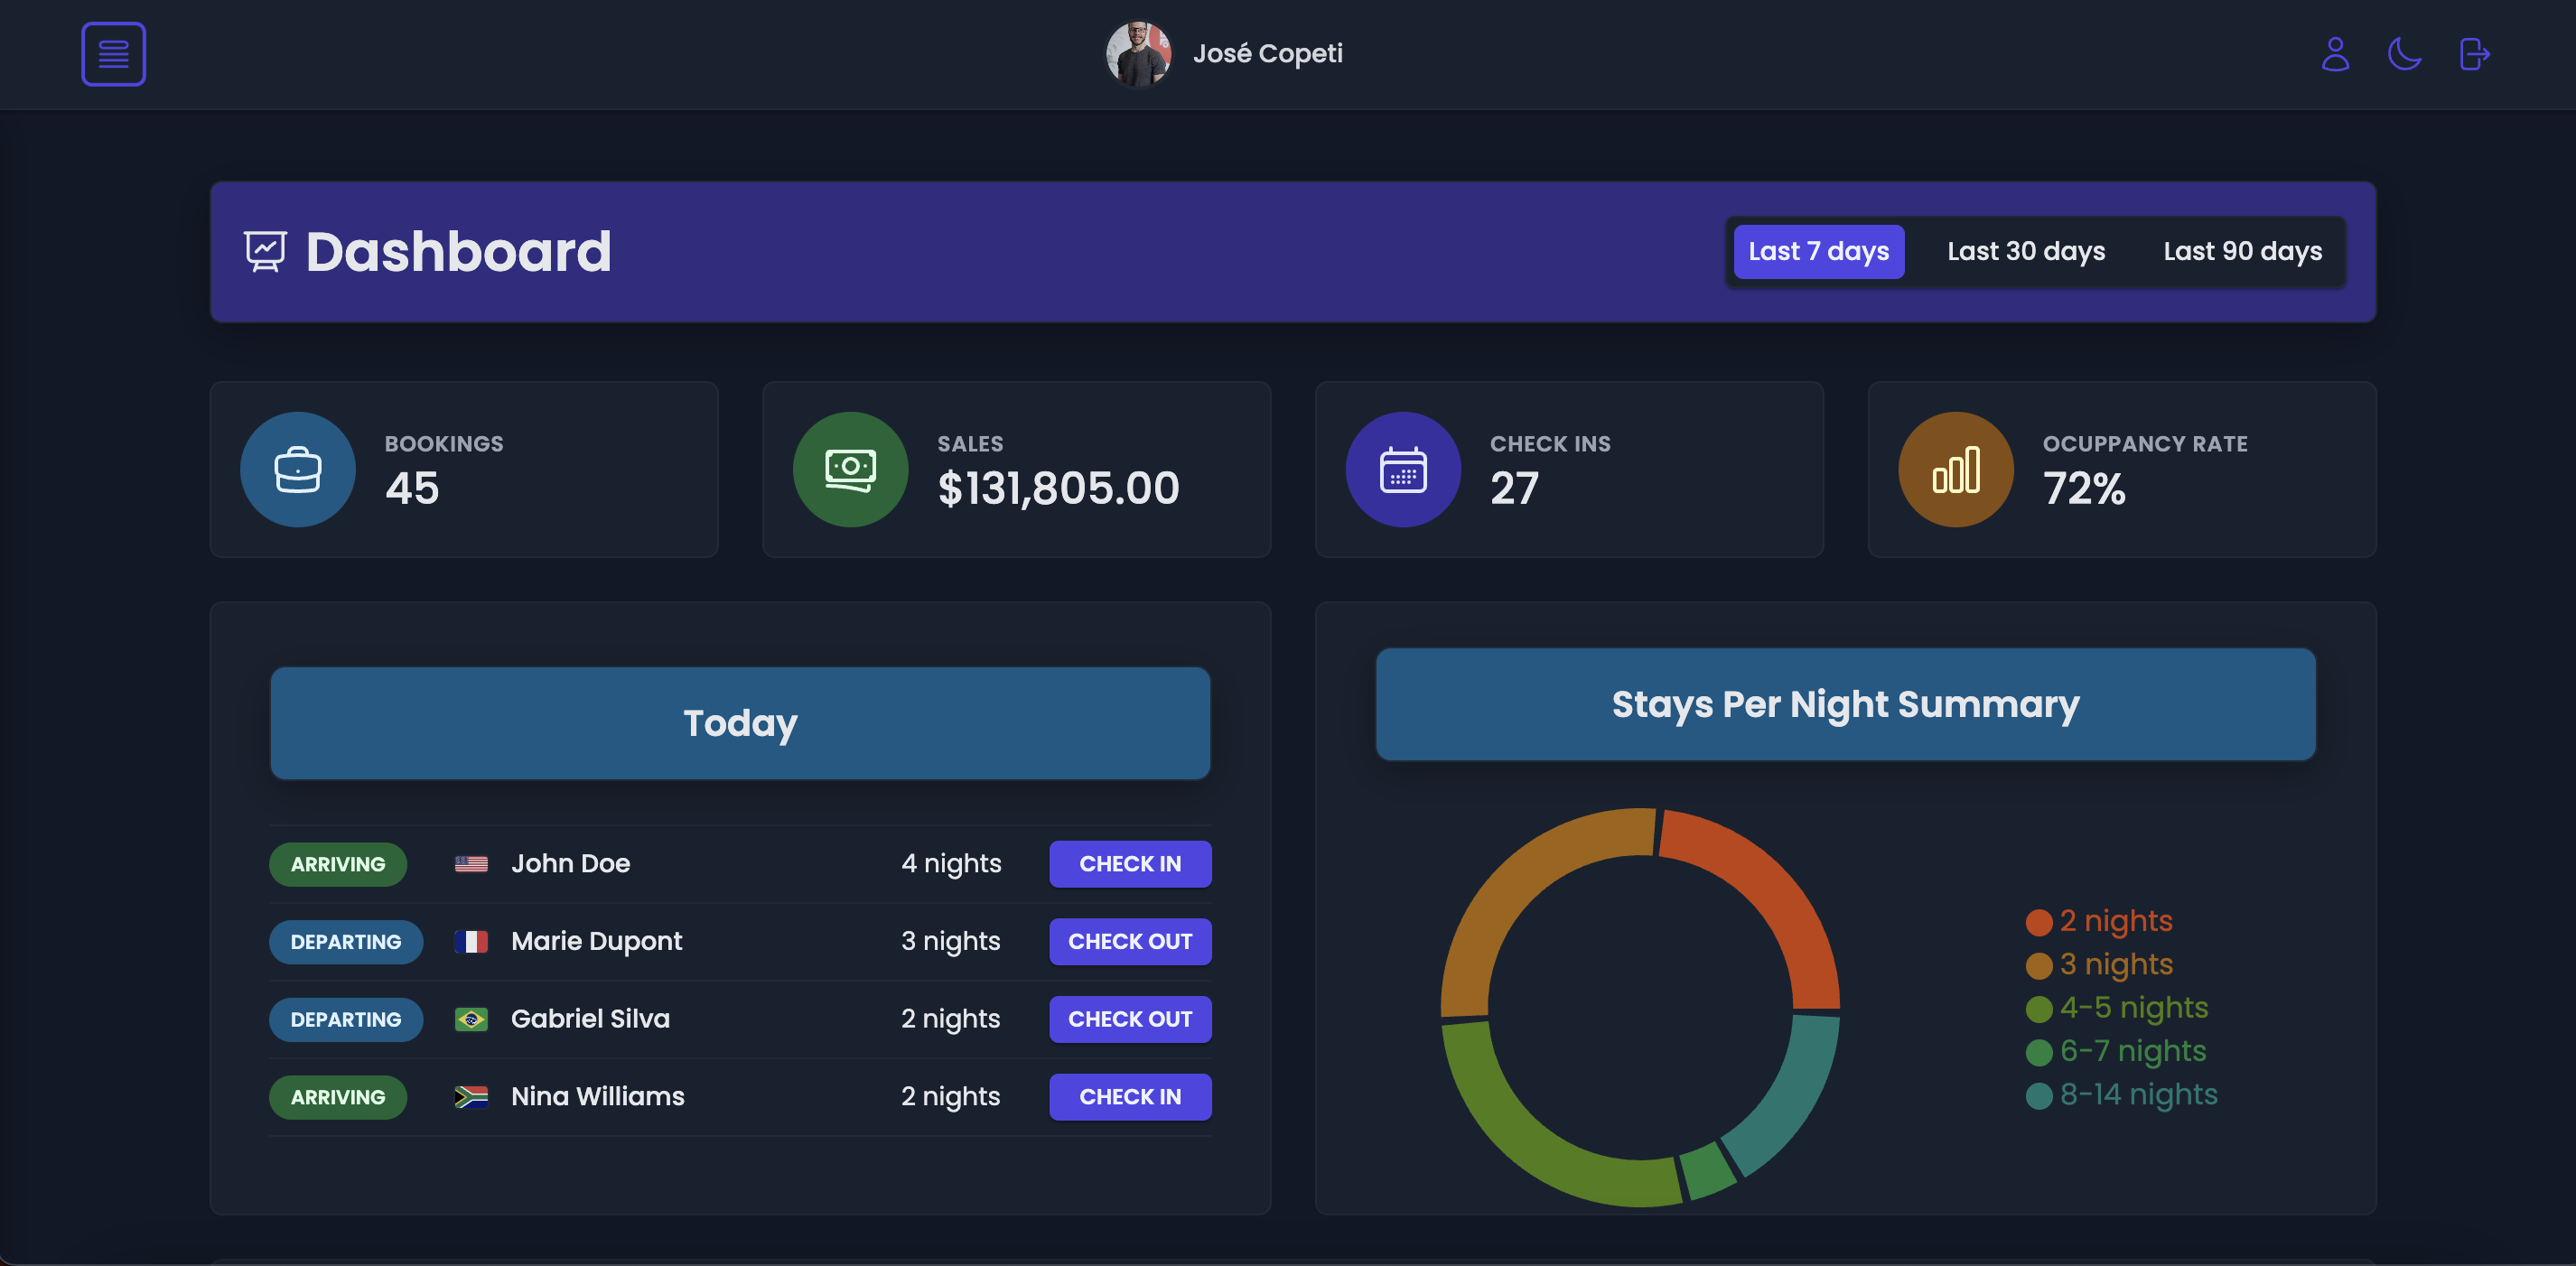 José Copeti
Dashboard
Last 7 days Last 30 days Last 90 days
BOOKINGS
45
SALES
$131,805.00
CHECK INS
27
OCUPPANCY RATE
72%
Today
ARRIVING John Doe 4 nights CHECK IN
DEPARTING Marie Dupont 3 nights CHECK OUT
DEPARTING Gabriel Silva 2 nights CHECK OUT
ARRIVING Nina Williams 2 nights CHECK IN
Stays Per Night Summary
2 nights
3 nights
4-5 nights
6-7 nights
8-14 nights